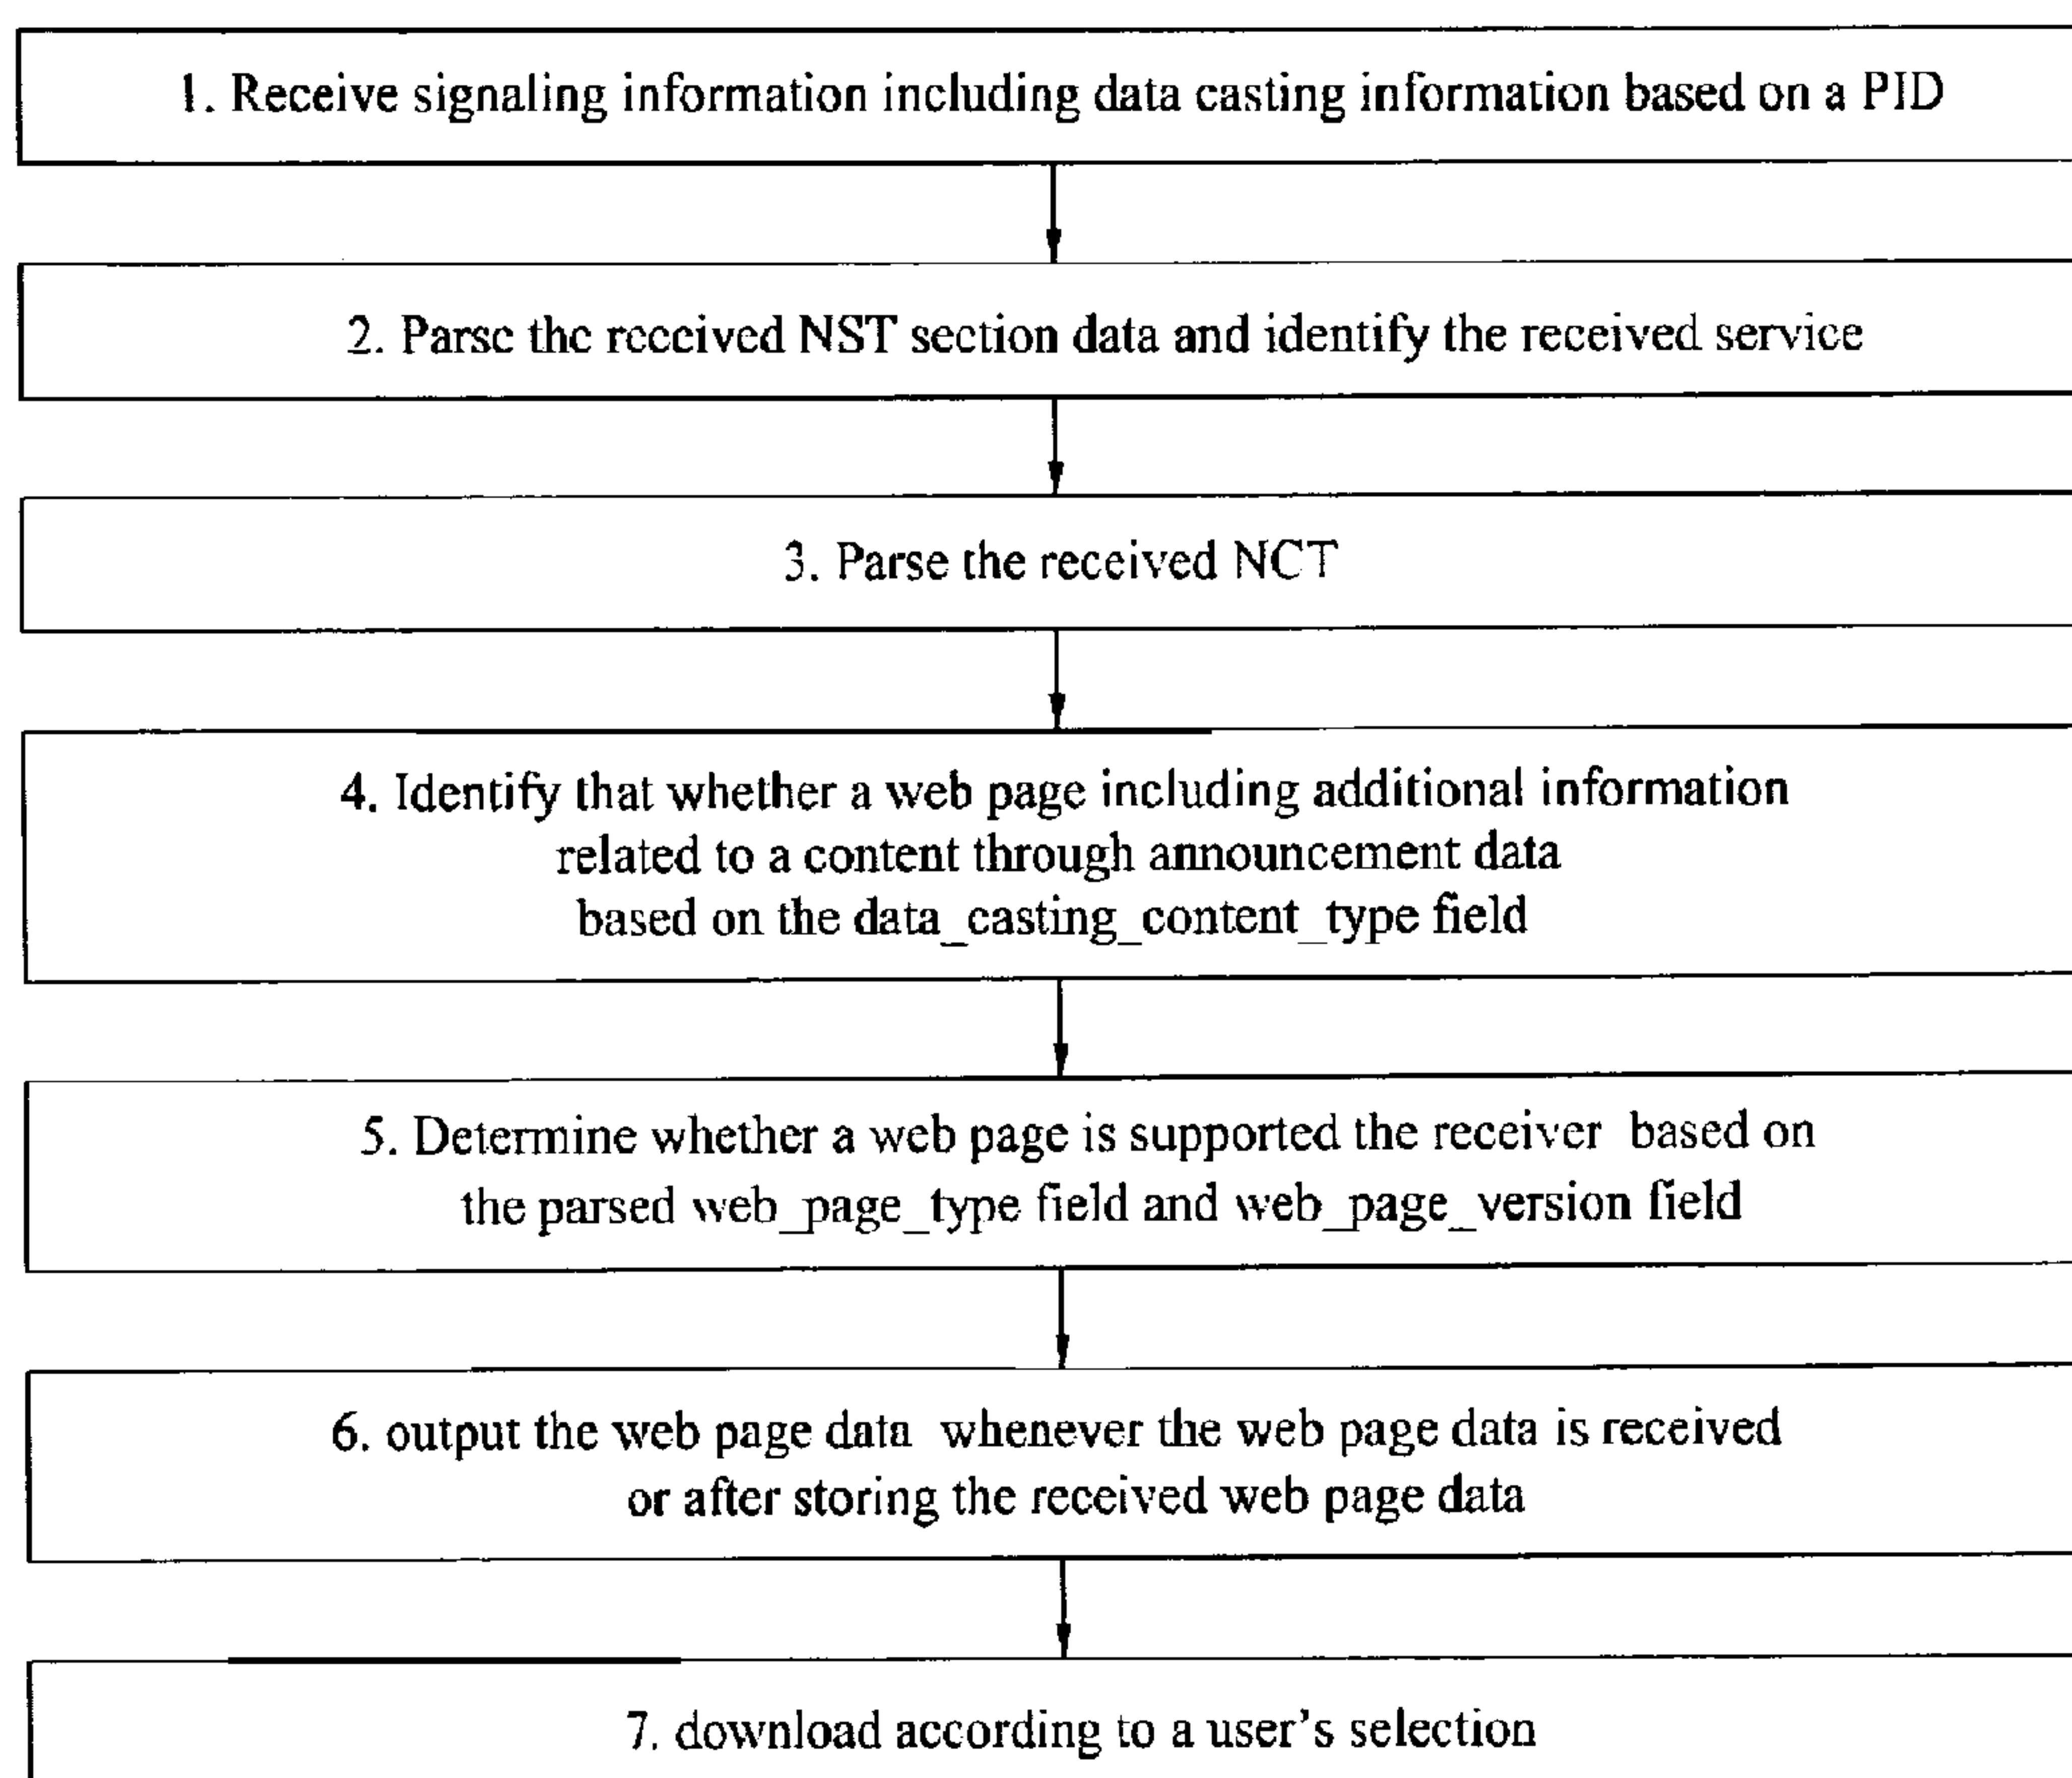 1. Receive signaling information including data casting information based on a PID
2. Parse the received NST section data and identify the received service
3. Parse the received NCT
4. Identify that whether a web page including additional information
related to a content through announcement data
based on the data_casting_content_type field
5. Determine whether a web page is supported the receiver based on
the parsed web_page_type field and web_page_version field
6. output the web page data whenever the web page data is received
or after storing the received web page data
7. download according to a user's selection